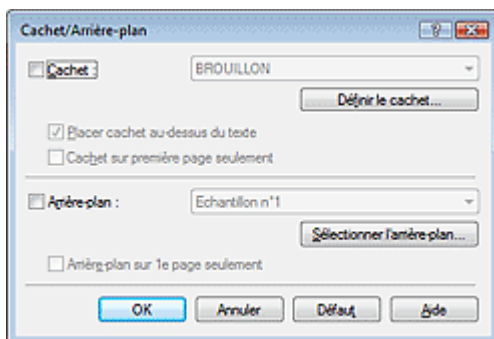 Cachet/Arrière-plan
Cachet : BROUILLON
Définir le cachet...
Placer cachet au-dessus du texte
Cachet sur première page seulement
Arrière-plan : Echantillon n°1
Sélectionner l'arrière-plan...
Arrière-plan sur 1e page seulement
OK Annuler Défaut Aide